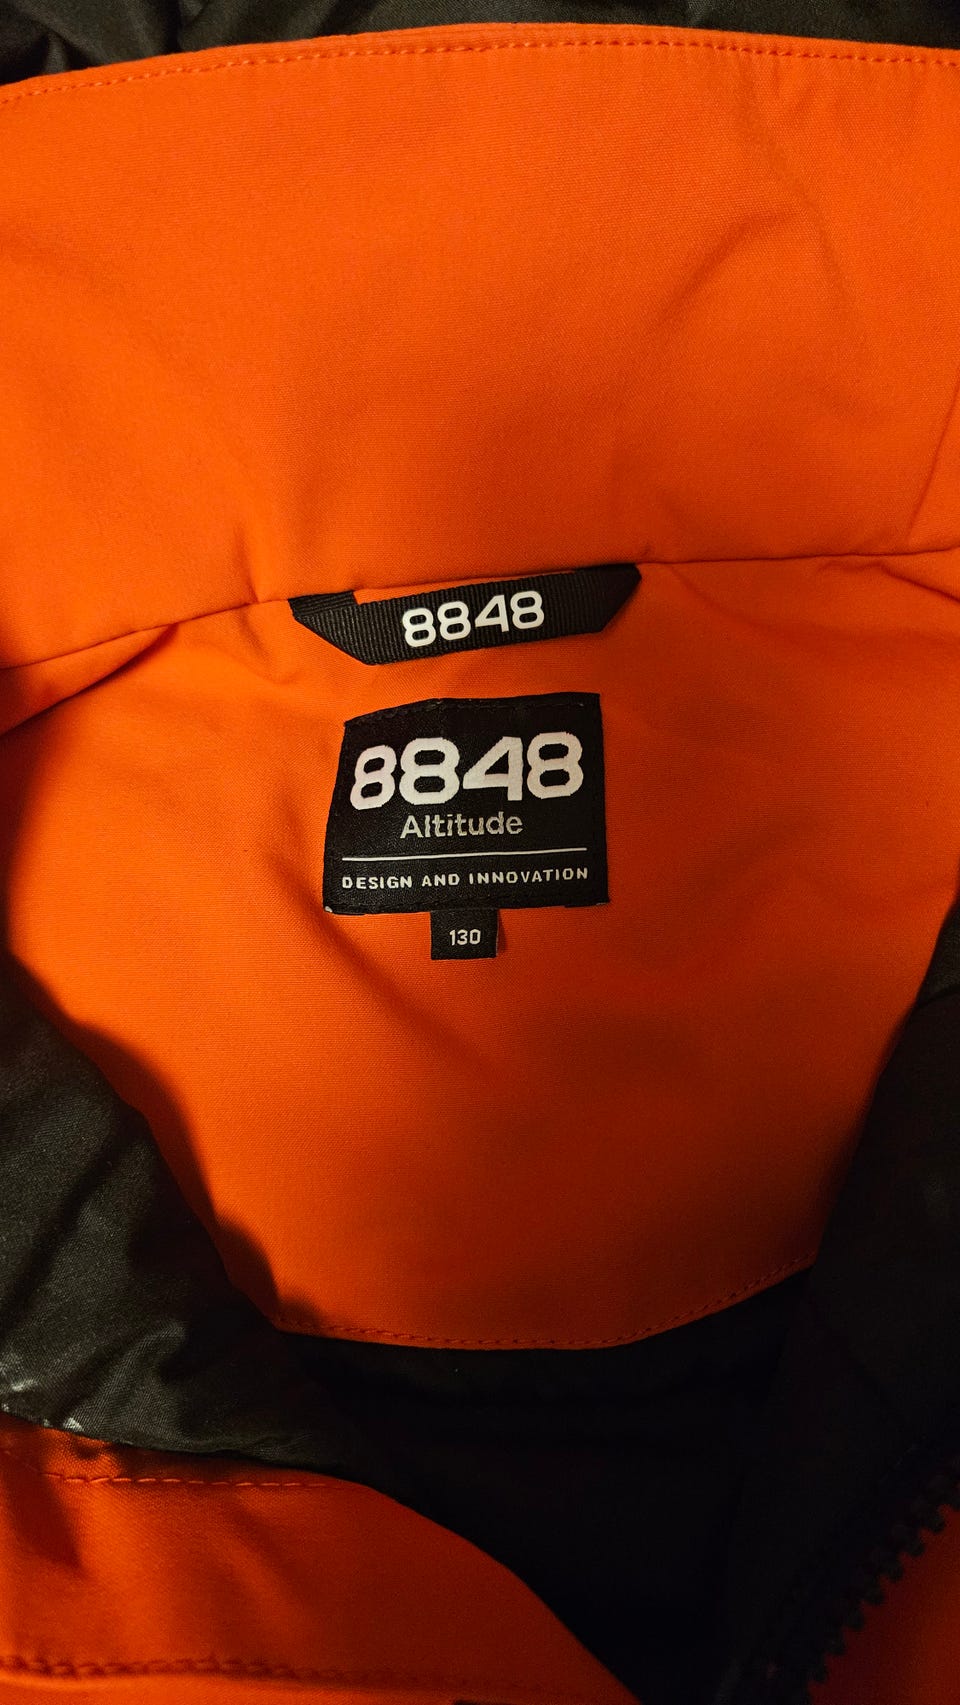 8848
8848
Altitude
DESIGN AND INNOVATION
130